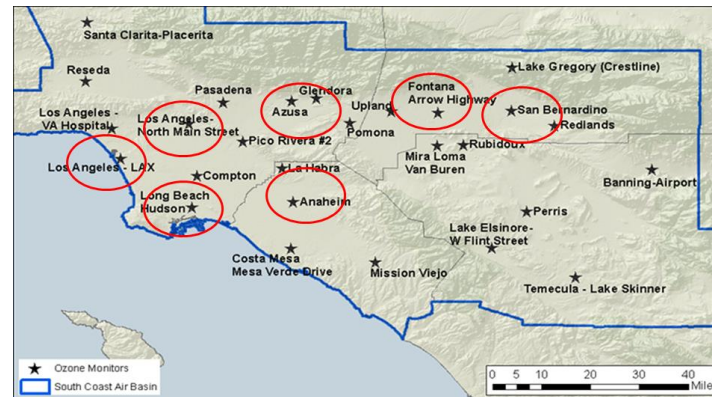 Santa Clarita-Placerita
Reseda
Lake Gregory (Crestline)
Pasadena
Glendora
Azusa
Fontana
Arrow Highway
Upland
San Bernardino
Los Angeles -
VA Hospital
Los Angeles-
North Main Street
Pomona
Redlands
Pico Rivera #2
Rubidoux
Mira Loma
Van Buren
Los Angeles - LAX
La Habra
Compton
Banning-Airport
Long Beach
Hudson
Anaheim
Perris
Lake Elsinore-
W Flint Street
Costa Mesa
Mesa Verde Drive
Mission Viejo
Temecula - Lake Skinner
Ozone Monitors
South Coast Air Basin
0 5 10 20 30 40
Mile